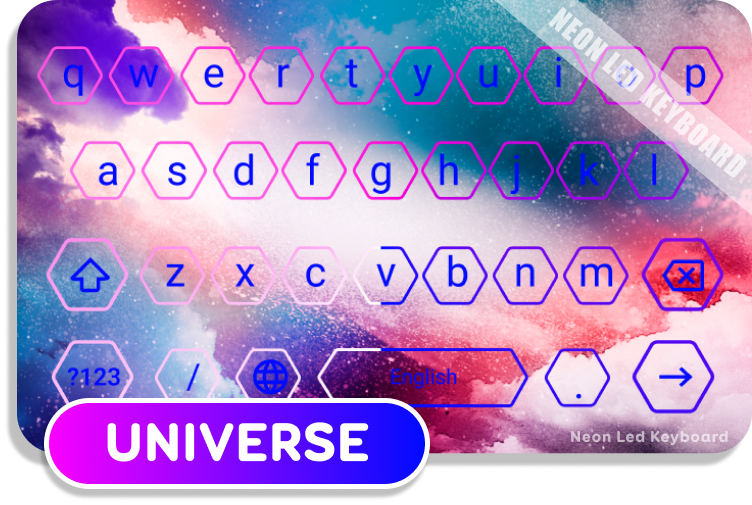 NEON LED KEYBOARD
q w e r t y u i o p
a s d f g h j k l
z x c v b n m
?123 / English . 
Neon Led Keyboard
UNIVERSE